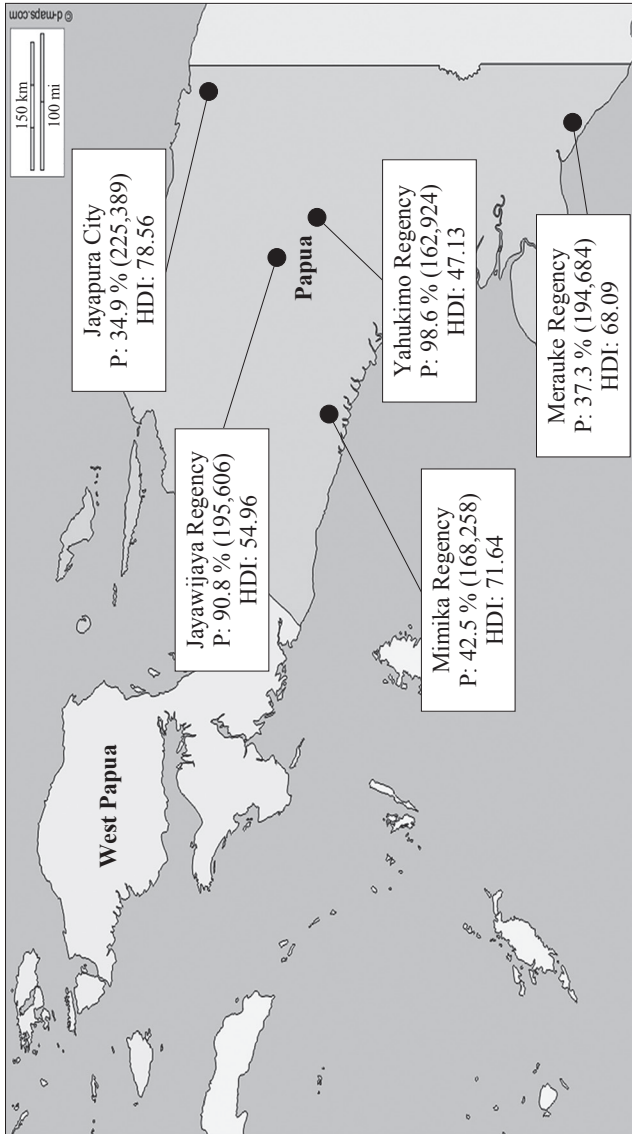 © d-maps.com
150 km
100 mi
Jayapura City
P: 34.9 % (225,389)
HDI: 78.56
Jayawijaya Regency
P: 90.8 % (195,606)
HDI: 54.96
Papua
Yahukimo Regency
P: 98.6 % (162,924)
HDI: 47.13
Mimika Regency
P: 42.5 % (168,258)
HDI: 71.64
Merauke Regency
P: 37.3 % (194,684)
HDI: 68.09
West Papua